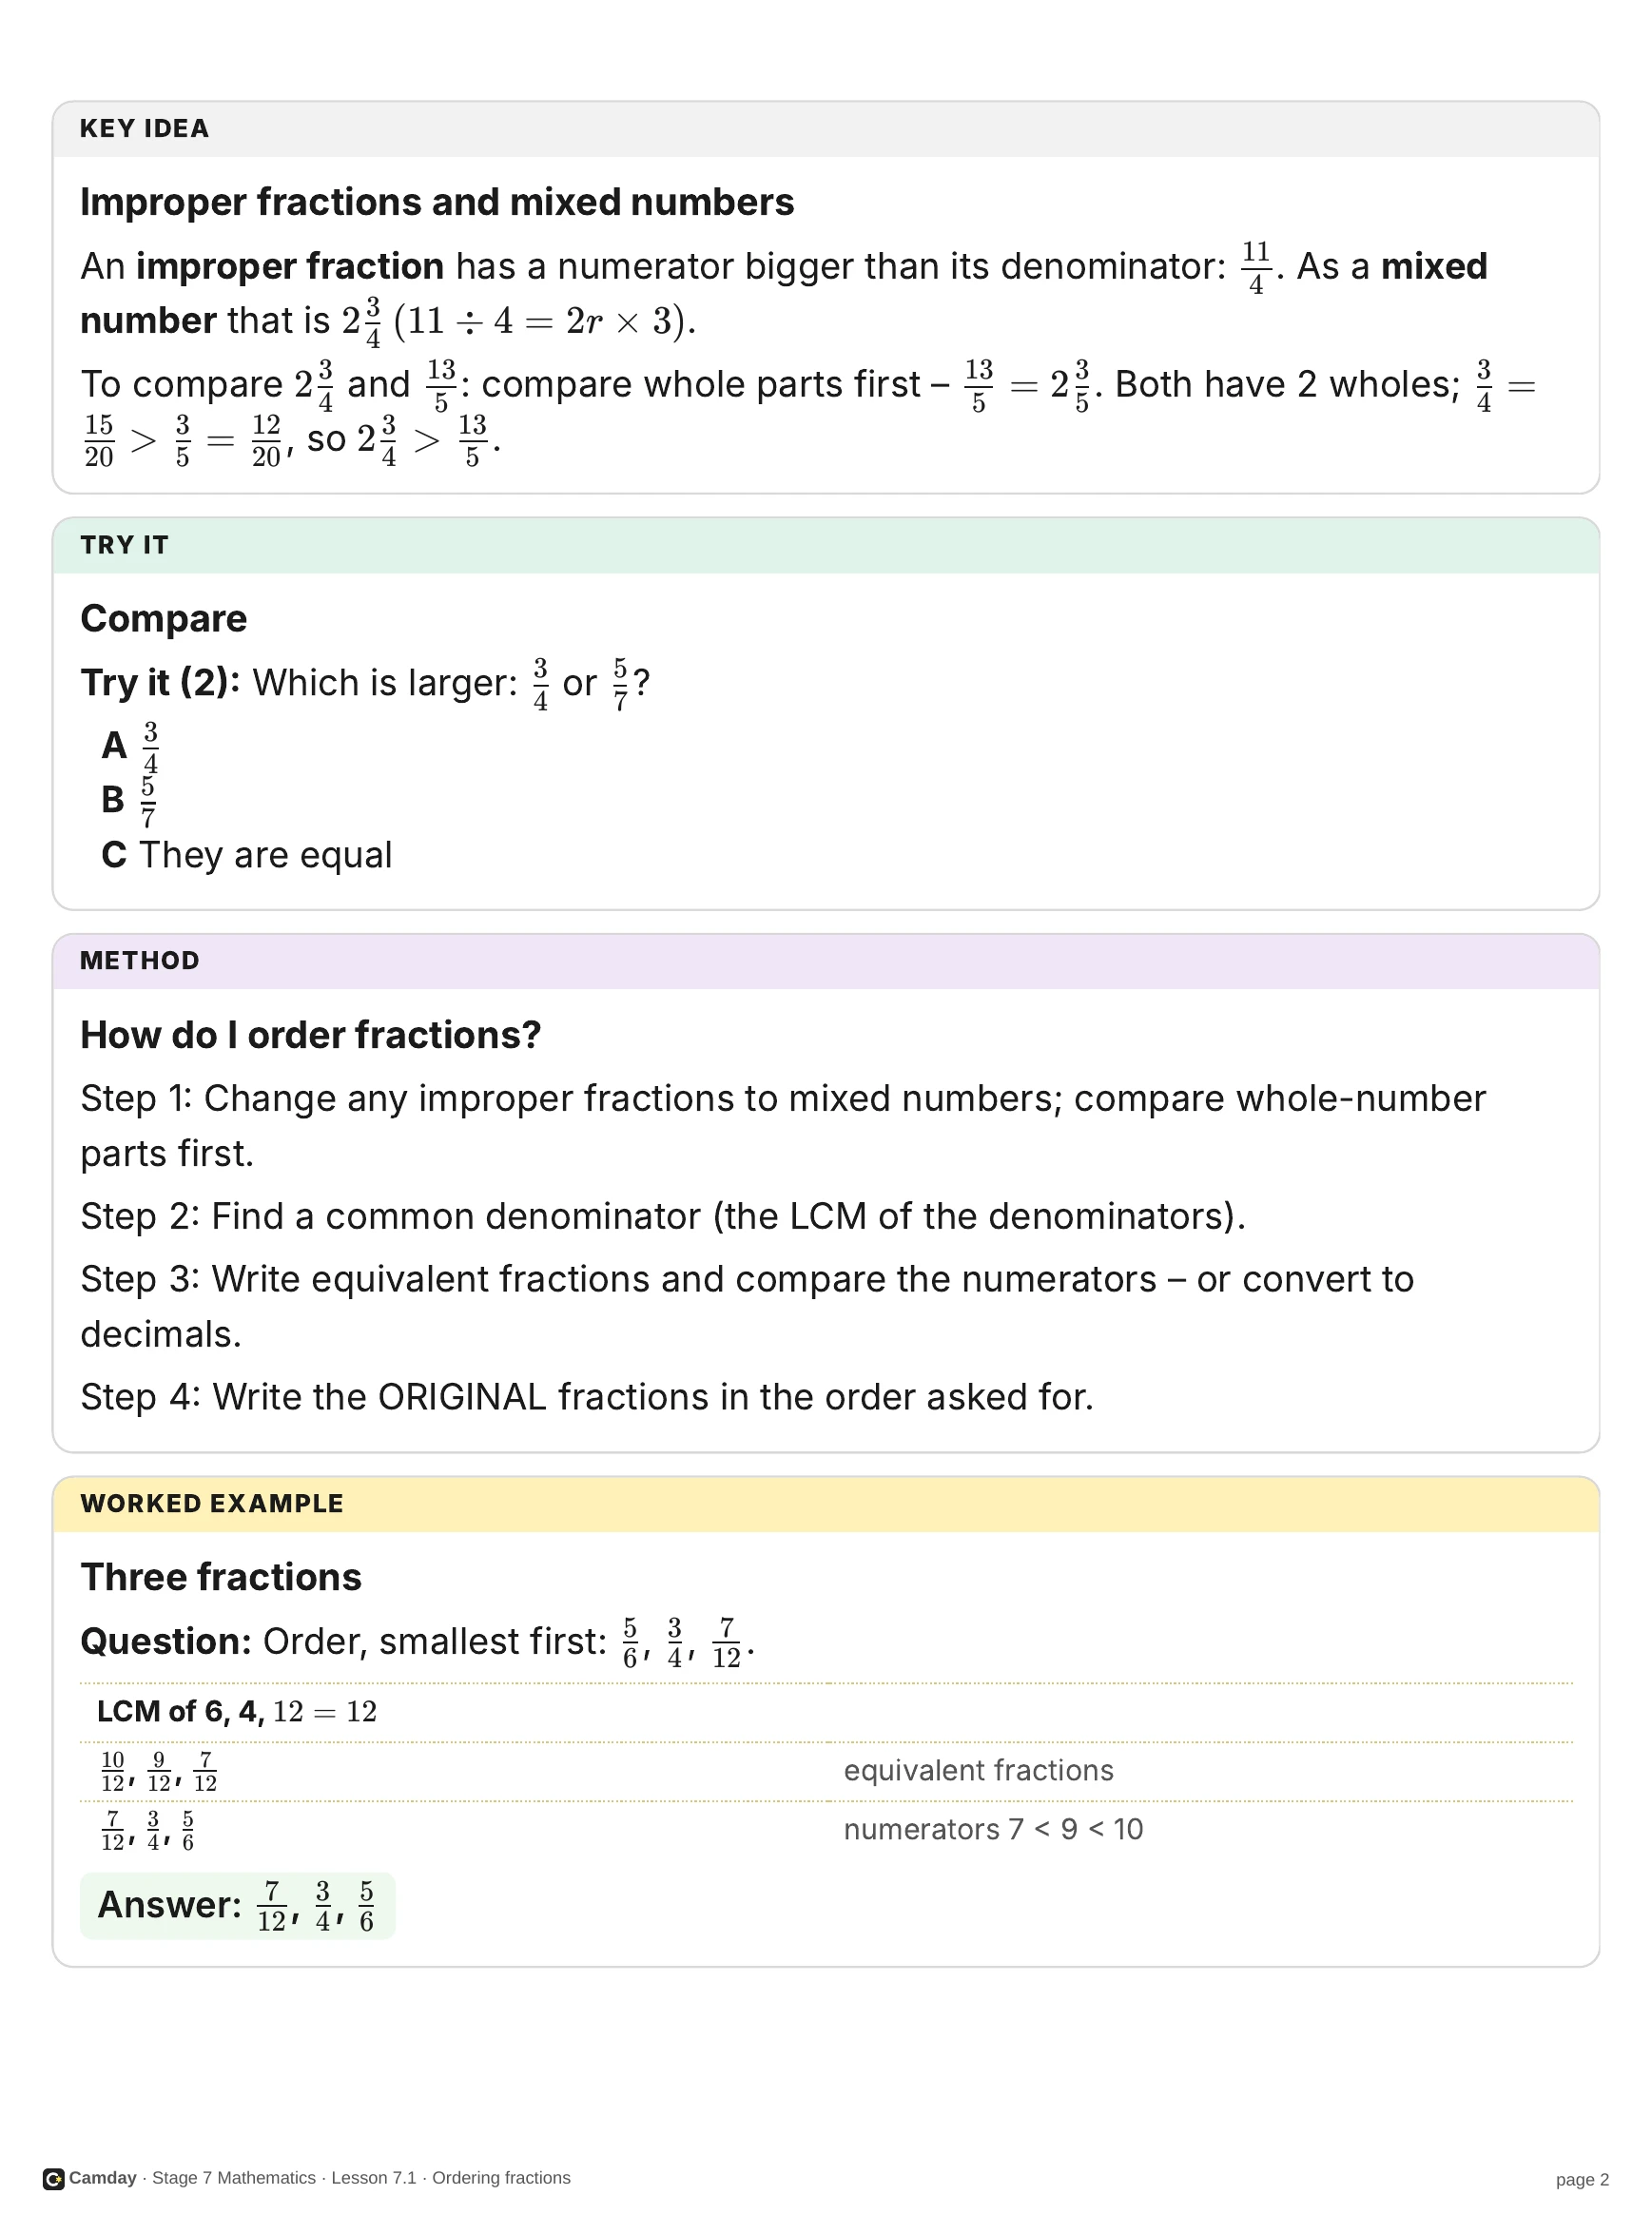 KEY IDEA
Improper fractions and mixed numbers
An improper fraction has a numerator bigger than its denominator: 11/4. As a mixed
number that is 2 3/4 (11 ÷ 4 = 2r × 3).
To compare 2 3/4 and 13/5: compare whole parts first – 13/5 = 2 3/5. Both have 2 wholes; 3/4 =
15/20 > 3/5 = 12/20, so 2 3/4 > 13/5.
TRY IT
Compare
Try it (2): Which is larger: 3/4 or 5/7?
A 3/4
B 5/7
C They are equal
METHOD
How do I order fractions?
Step 1: Change any improper fractions to mixed numbers; compare whole-number
parts first.
Step 2: Find a common denominator (the LCM of the denominators).
Step 3: Write equivalent fractions and compare the numerators – or convert to
decimals.
Step 4: Write the ORIGINAL fractions in the order asked for.
WORKED EXAMPLE
Three fractions
Question: Order, smallest first: 5/6, 3/4, 7/12.
LCM of 6, 4, 12 = 12
10/12, 9/12, 7/12 equivalent fractions
7/12, 3/4, 5/6 numerators 7 < 9 < 10
Answer: 7/12, 3/4, 5/6
Camday · Stage 7 Mathematics · Lesson 7.1 · Ordering fractions page 2